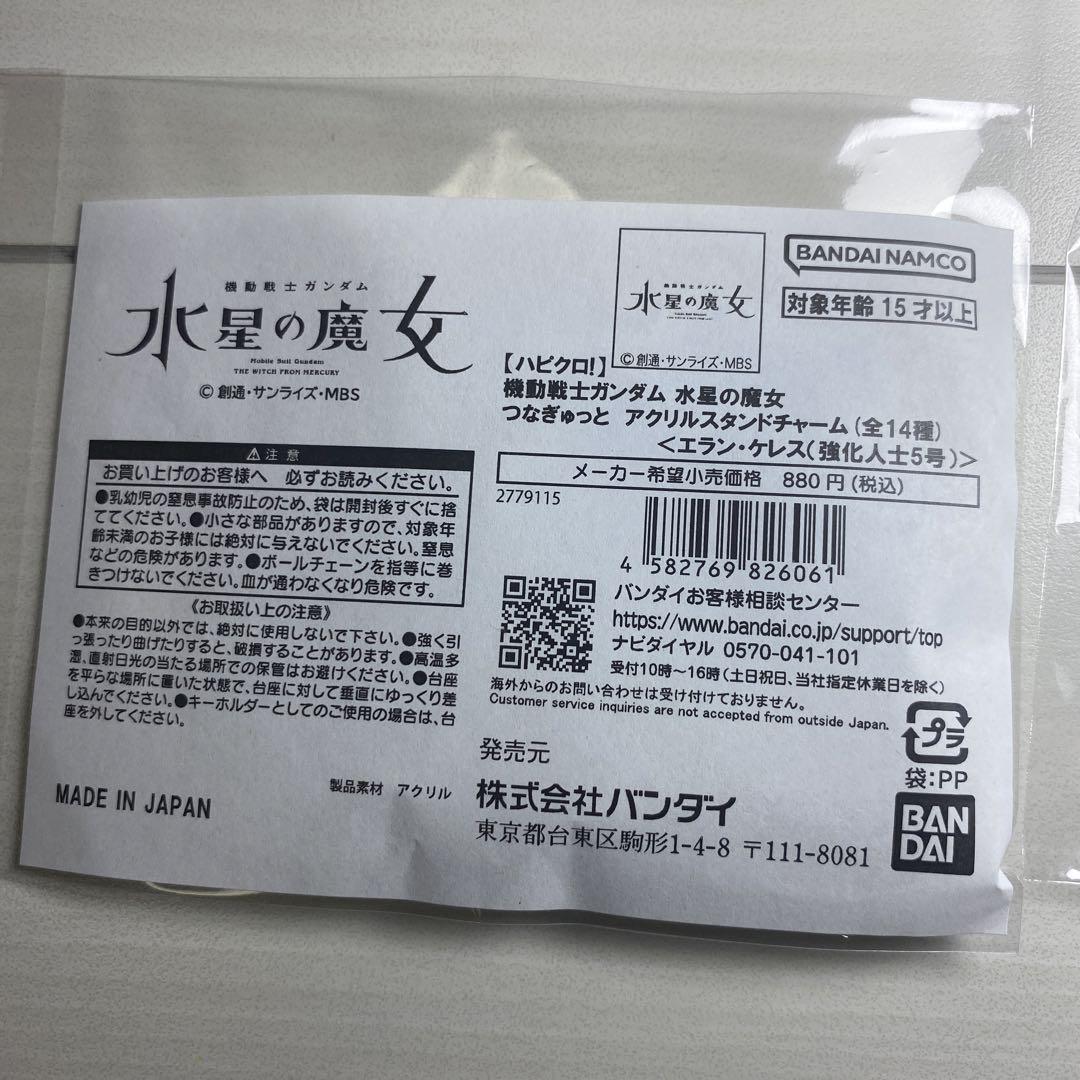 機動戦士ガンダム
水星の魔女
Mobile Suit Gundam
THE WITCH FROM MERCURY
©創通・サンライズ・MBS
機動戦士ガンダム
水星の魔女
Mobile Suit Gundam
THE WITCH FROM MERCURY
©創通・サンライズ・MBS
BANDAI NAMCO
対象年齢 15才以上
【ハピクロ!】
機動戦士ガンダム 水星の魔女
つなぎゅっと アクリルスタンドチャーム(全14種)
<エラン・ケレス(強化人士5号)>
メーカー希望小売価格 880円(税込)
2779115
4 582769 826061
⚠注意
お買い上げのお客様へ 必ずお読みください。
●乳幼児の窒息事故防止のため、袋は開封後すぐに捨
ててください。●小さな部品がありますので、対象年
齢未満のお子様には絶対に与えないでください。窒息
などの危険があります。●ボールチェーンを指等に巻
きつけないでください。血が通わなくなり危険です。
《お取扱い上の注意》
●本来の目的以外では、絶対に使用しないで下さい。●強く引
っ張ったり曲げたりすると、破損することがあります。●高温多
湿、直射日光の当たる場所での保管はお避けください。●台座
を平らな場所に置いた状態で、台座に対して垂直にゆっくり差
し込んでください。●キーホルダーとしてのご使用の場合は、台
座を外してください。
バンダイお客様相談センター
https://www.bandai.co.jp/support/top
ナビダイヤル 0570-041-101
受付10時～16時(土日祝日、当社指定休業日を除く)
海外からのお問い合わせは受け付けておりません。
Customer service inquiries are not accepted from outside Japan.
プラ
袋:PP
MADE IN JAPAN
製品素材 アクリル
発売元
株式会社バンダイ
東京都台東区駒形1-4-8 〒111-8081
BAN
DAI